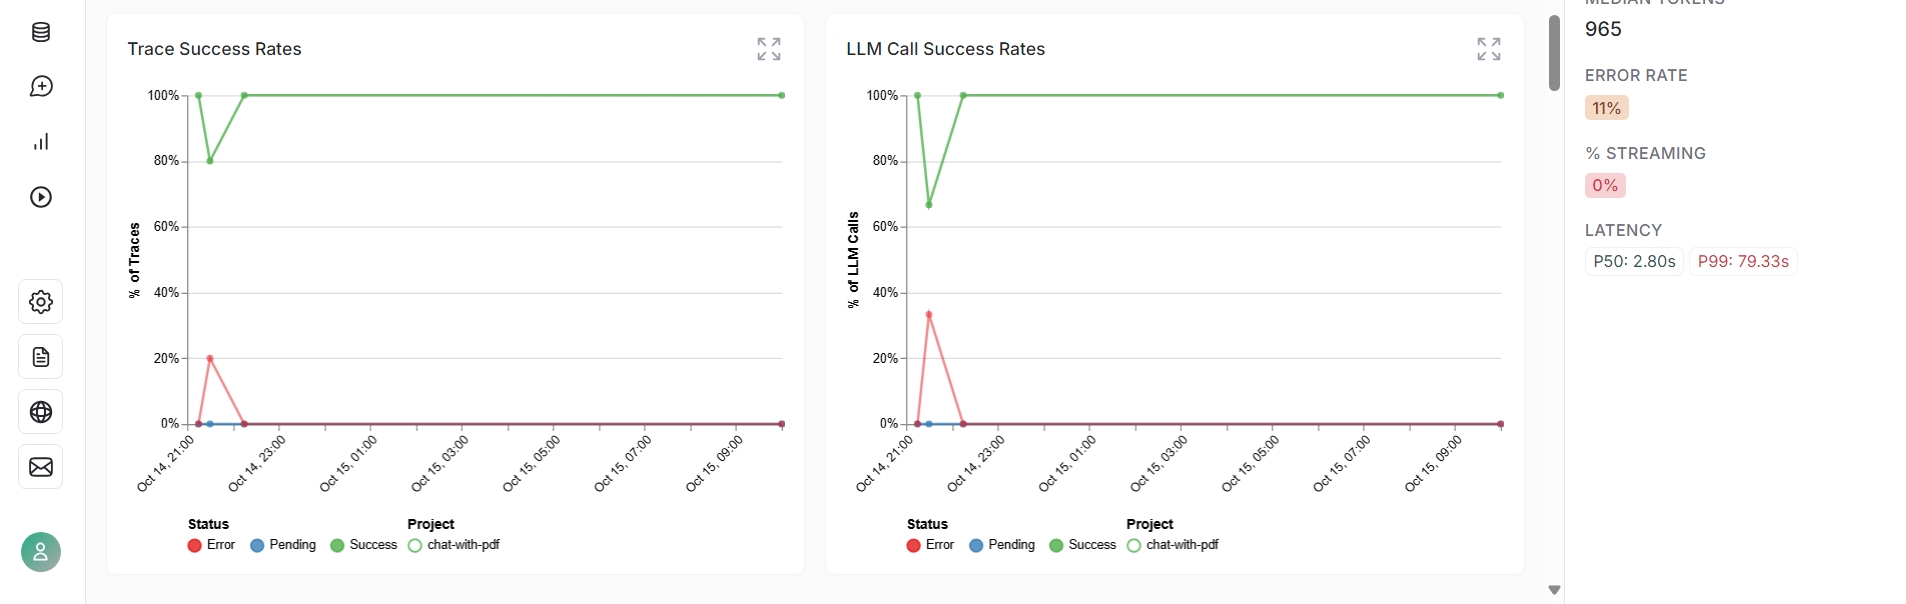 Trace Success Rates
100%
80%
60%
40%
20%
0%
% of Traces
Oct 14, 21:00
Oct 14, 23:00
Oct 15, 01:00
Oct 15, 03:00
Oct 15, 05:00
Oct 15, 07:00
Oct 15, 09:00
Status
Error Pending Success
Project
chat-with-pdf
LLM Call Success Rates
100%
80%
60%
40%
20%
0%
% of LLM Calls
Oct 14, 21:00
Oct 14, 23:00
Oct 15, 01:00
Oct 15, 03:00
Oct 15, 05:00
Oct 15, 07:00
Oct 15, 09:00
Status
Error Pending Success
Project
chat-with-pdf
MEDIAN TOKENS
965
ERROR RATE
11%
% STREAMING
0%
LATENCY
P50: 2.80s P99: 79.33s